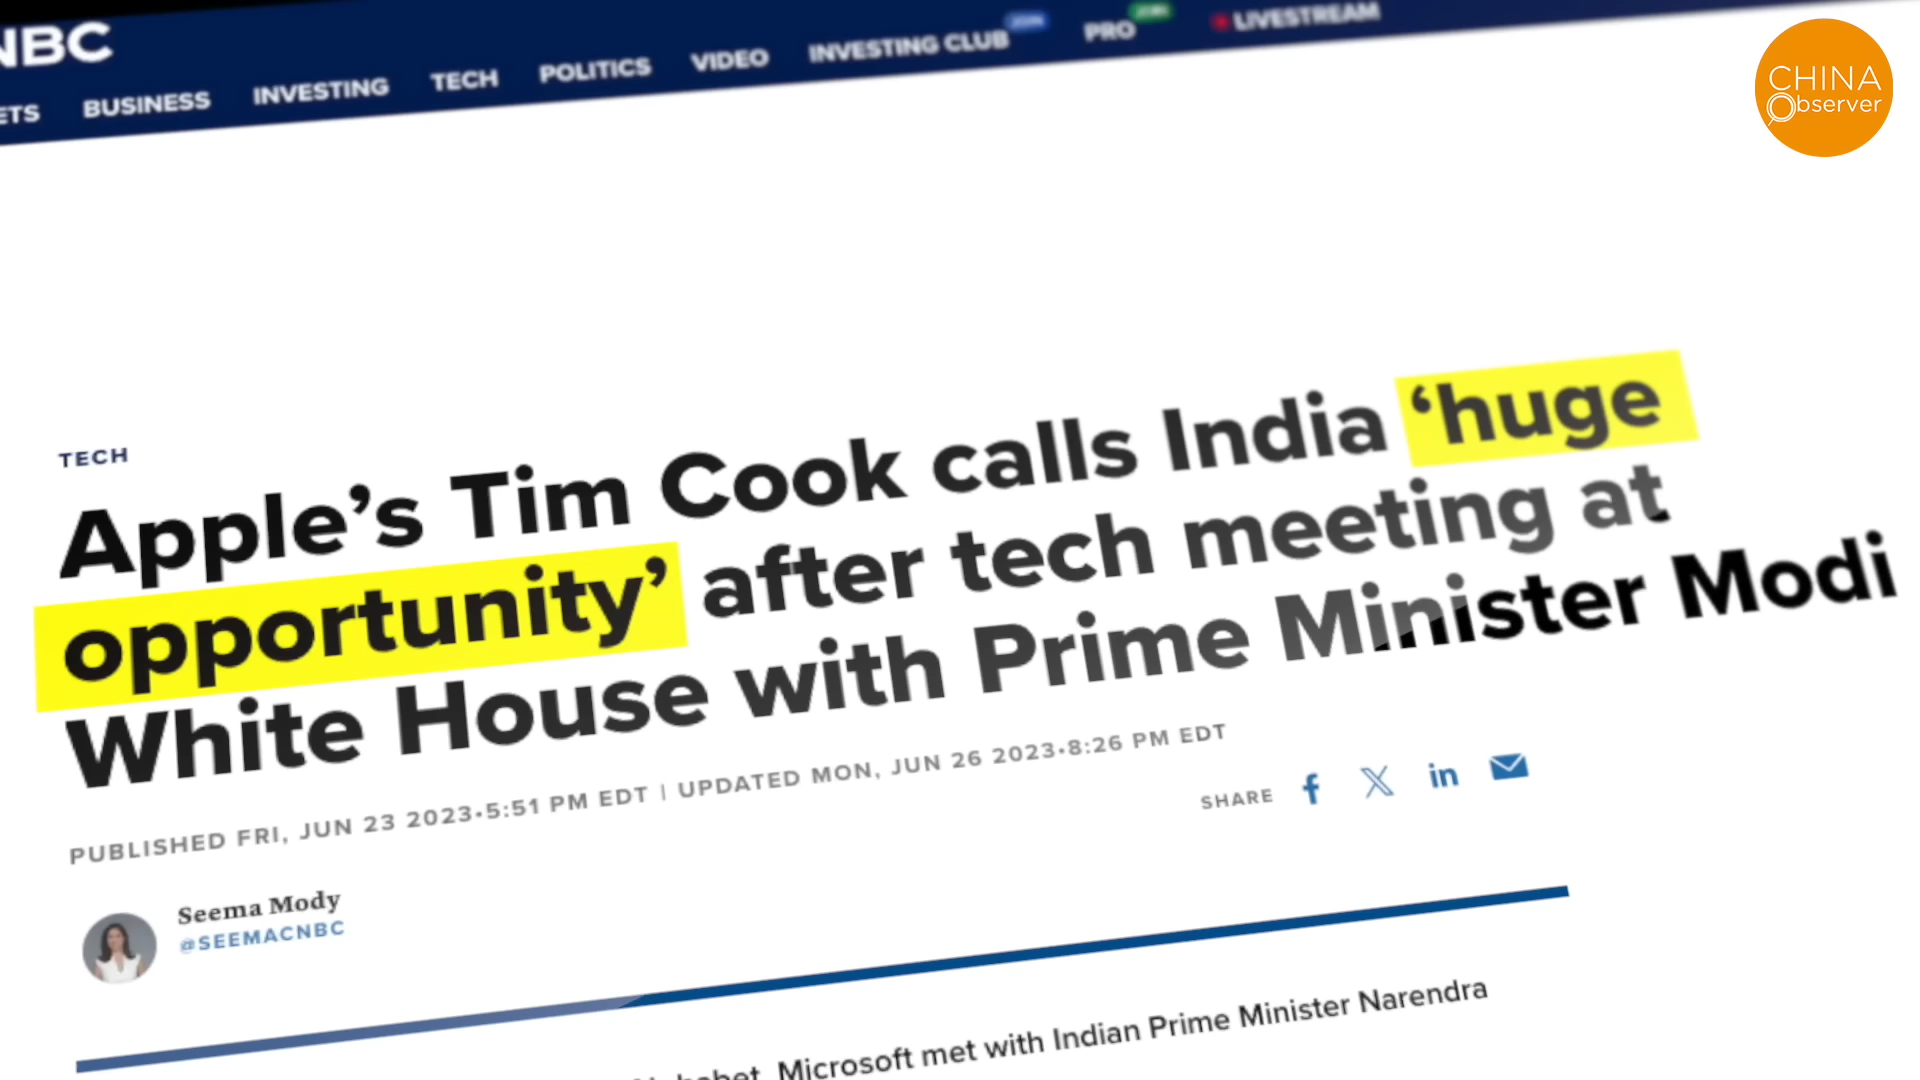 NBC
ETS BUSINESS INVESTING TECH POLITICS VIDEO INVESTING CLUB PRO LIVESTREAM
CHINA
Observer
TECH
Apple’s Tim Cook calls India ‘huge
opportunity’ after tech meeting at
White House with Prime Minister Modi
PUBLISHED FRI, JUN 23 2023•5:51 PM EDT | UPDATED MON, JUN 26 2023•8:26 PM EDT
SHARE
Seema Mody
@SEEMACNBC
Microsoft met with Indian Prime Minister Narendra